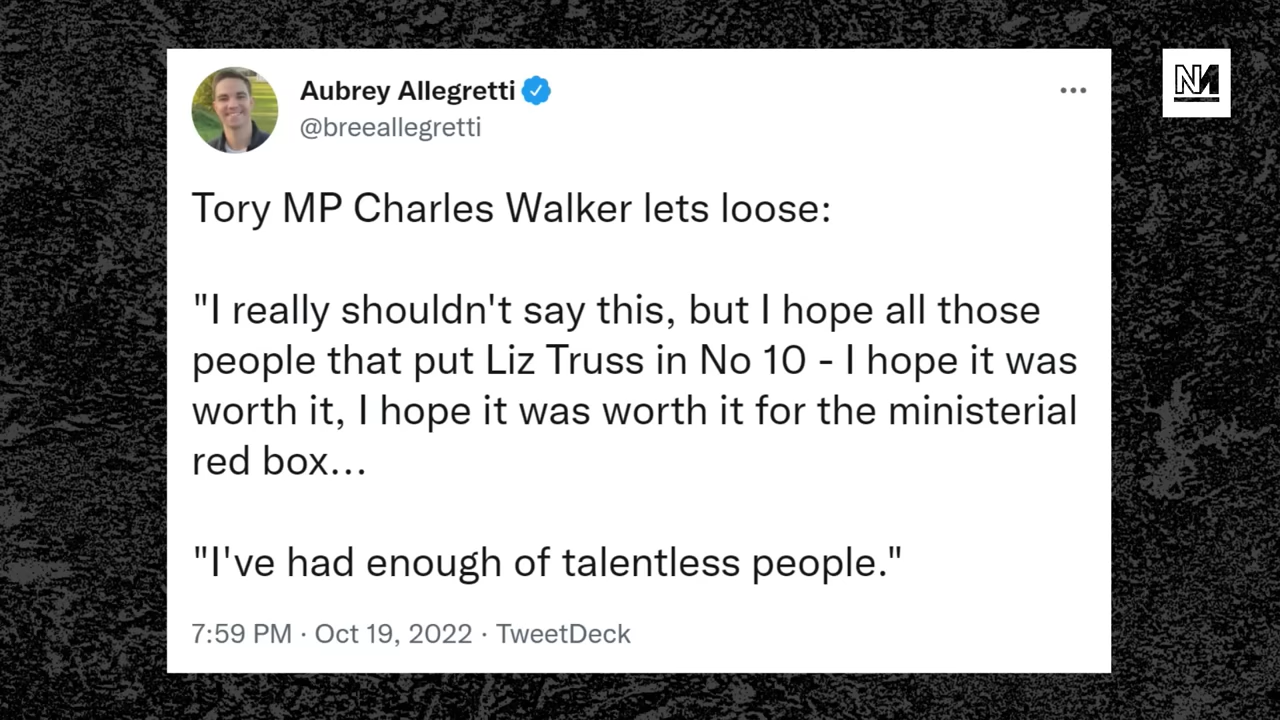 Aubrey Allegretti
@breeallegretti
Tory MP Charles Walker lets loose:
"I really shouldn't say this, but I hope all those
people that put Liz Truss in No 10 - I hope it was
worth it, I hope it was worth it for the ministerial
red box...
"I've had enough of talentless people."
7:59 PM · Oct 19, 2022 · TweetDeck
NM